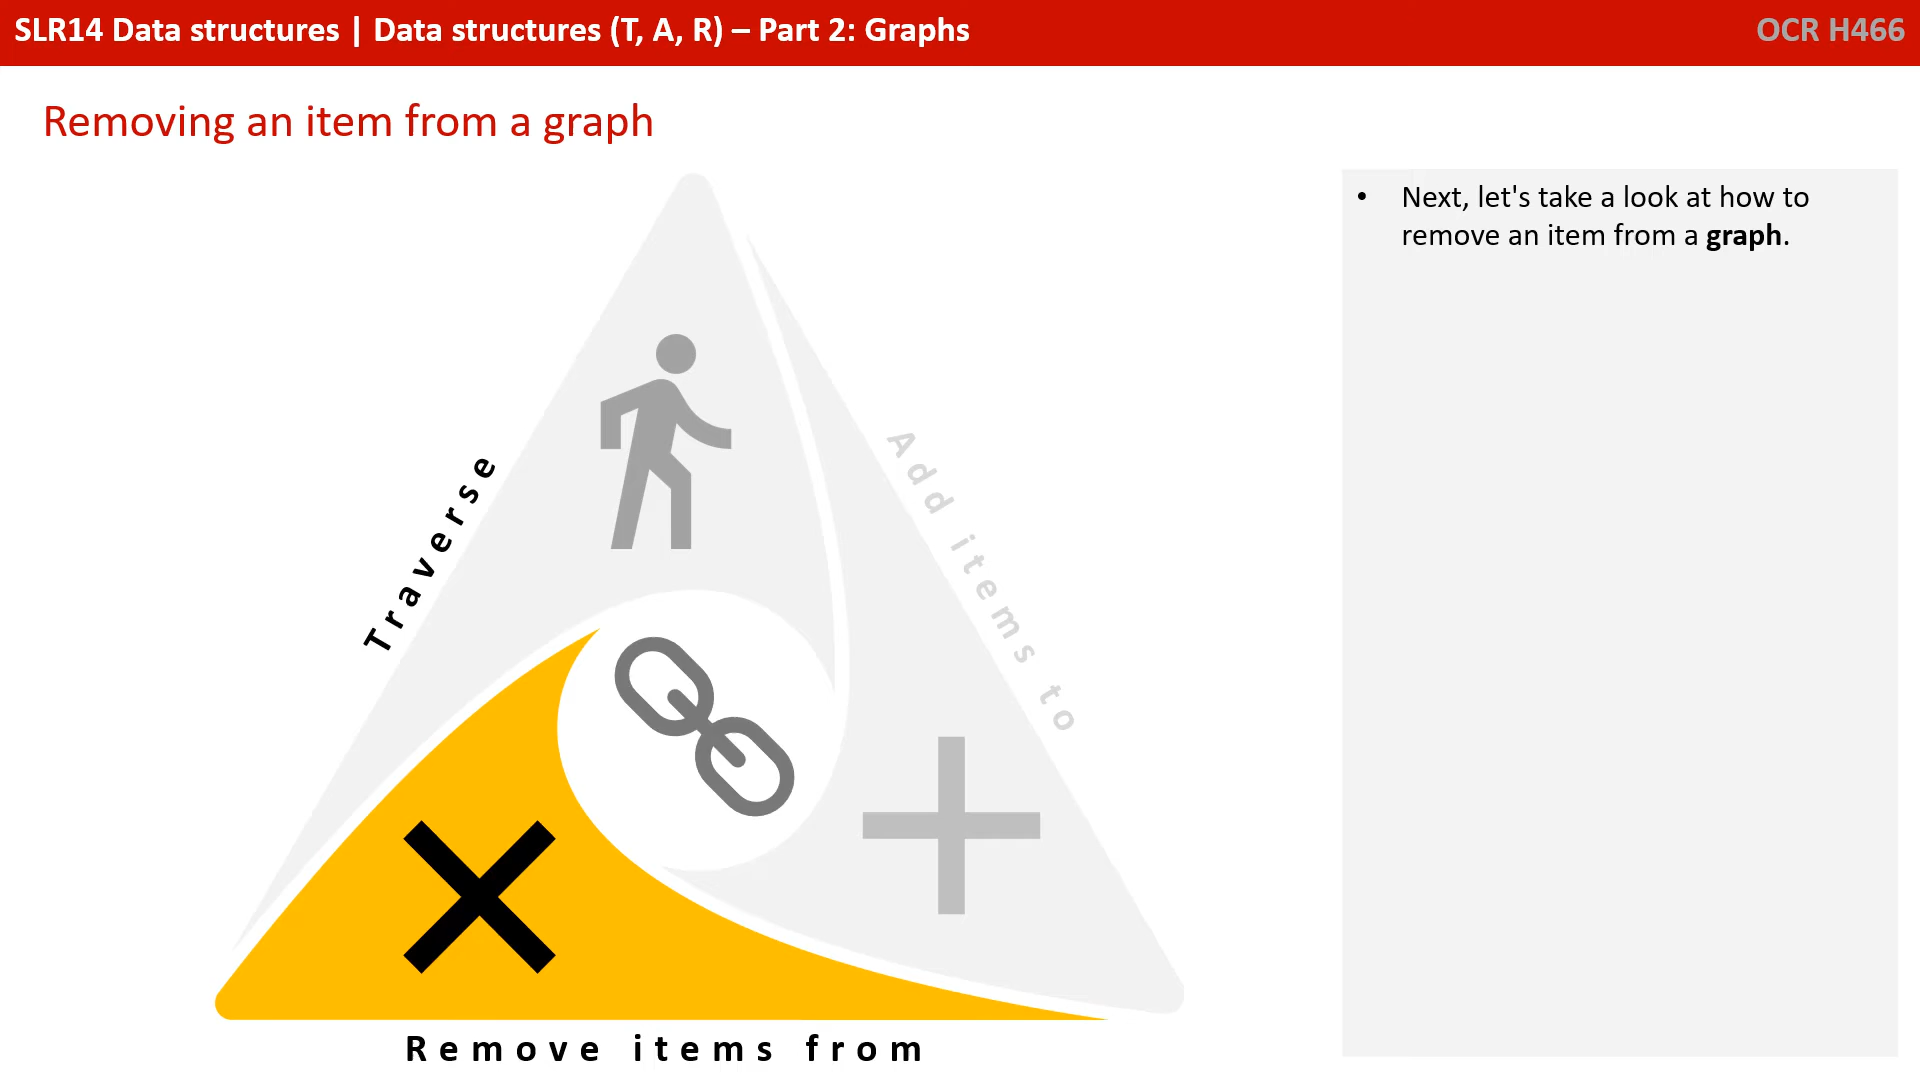 SLR14 Data structures | Data structures (T, A, R) – Part 2: Graphs
OCR H466
Removing an item from a graph
• Next, let's take a look at how to
remove an item from a graph.
Traverse
Add items to
Remove items from